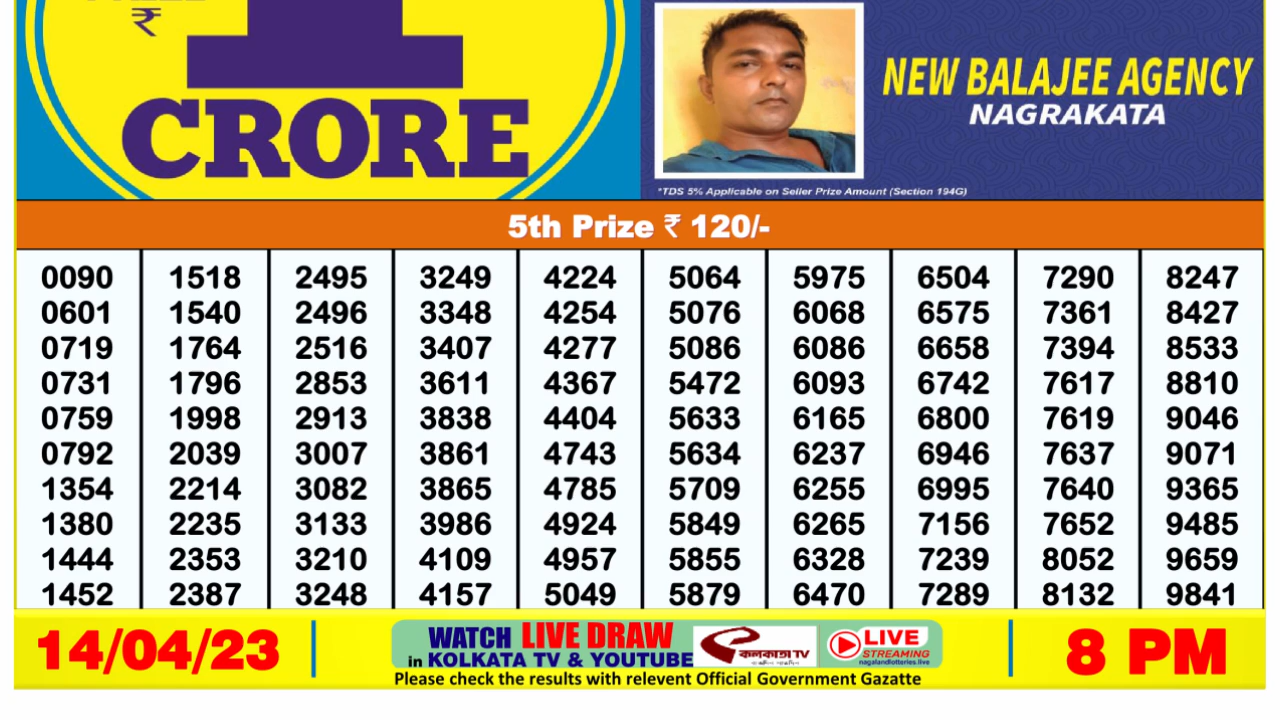 ₹
1
CRORE
NEW BALAJEE AGENCY
NAGRAKATA
*TDS 5% Applicable on Seller Prize Amount (Section 194G)
5th Prize ₹ 120/-
0090 1518 2495 3249 4224 5064 5975 6504 7290 8247
0601 1540 2496 3348 4254 5076 6068 6575 7361 8427
0719 1764 2516 3407 4277 5086 6086 6658 7394 8533
0731 1796 2853 3611 4367 5472 6093 6742 7617 8810
0759 1998 2913 3838 4404 5633 6165 6800 7619 9046
0792 2039 3007 3861 4743 5634 6237 6946 7637 9071
1354 2214 3082 3865 4785 5709 6255 6995 7640 9365
1380 2235 3133 3986 4924 5849 6265 7156 7652 9485
1444 2353 3210 4109 4957 5855 6328 7239 8052 9659
1452 2387 3248 4157 5049 5879 6470 7289 8132 9841
14/04/23
WATCH LIVE DRAW
in KOLKATA TV & YOUTUBE
কলকাতা TV
LIVE
STREAMING
nagalandlotteries.live
8 PM
Please check the results with relevent Official Government Gazatte